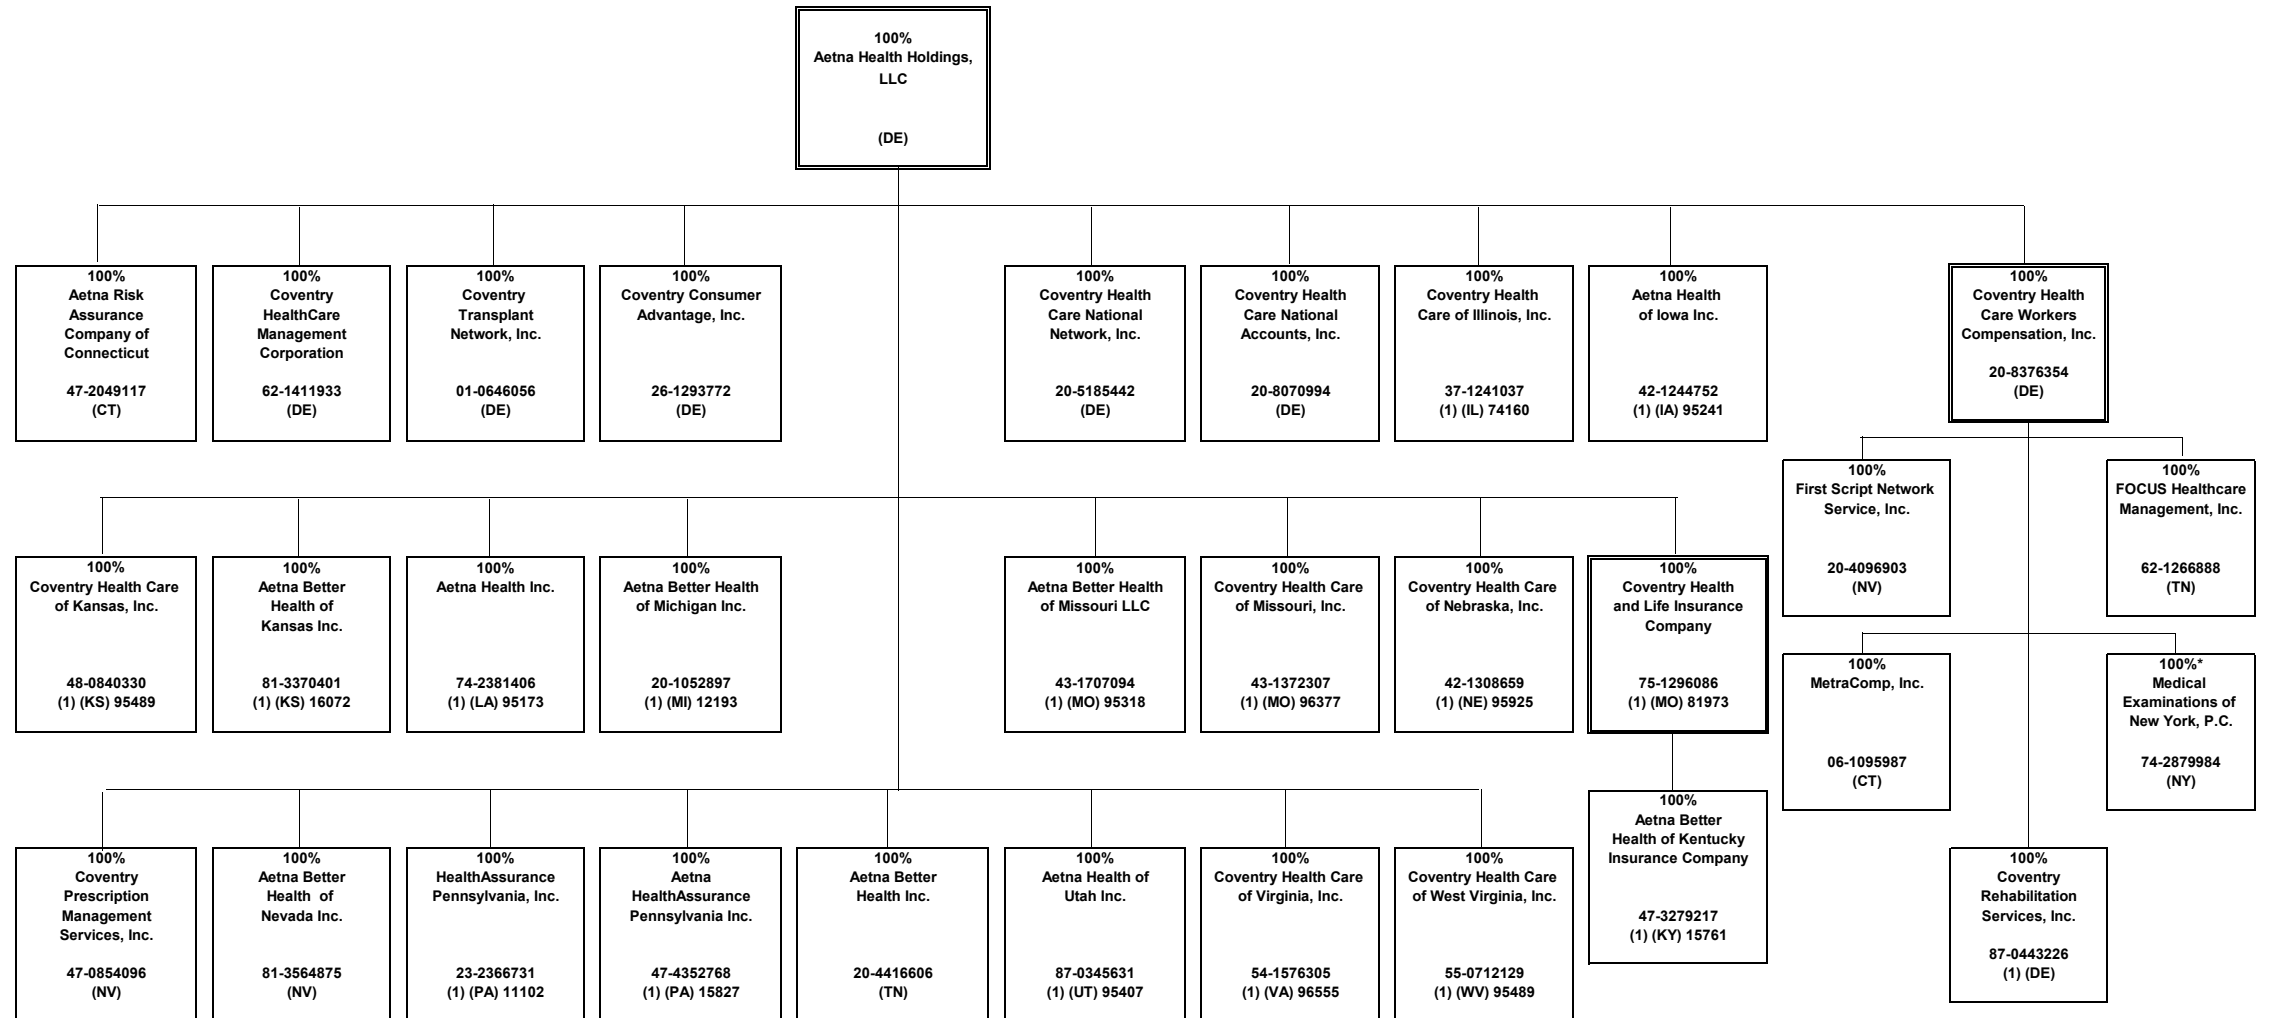 100%
Aetna Health Holdings,
LLC
(DE)
100%
Aetna Risk
Assurance
Company of
Connecticut
47-2049117
(CT)
100%
Coventry
HealthCare
Management
Corporation
62-1411933
(DE)
100%
Coventry
Transplant
Network, Inc.
01-0646056
(DE)
100%
Coventry Consumer
Advantage, Inc.
26-1293772
(DE)
100%
Coventry Health
Care National
Network, Inc.
20-5185442
(DE)
100%
Coventry Health
Care National
Accounts, Inc.
20-8070994
(DE)
100%
Coventry Health
Care of Illinois, Inc.
37-1241037
(1) (IL) 74160
100%
Aetna Health
of Iowa Inc.
42-1244752
(1) (IA) 95241
100%
Coventry Health
Care Workers
Compensation, Inc.
20-8376354
(DE)
100%
First Script Network
Service, Inc.
20-4096903
(NV)
100%
FOCUS Healthcare
Management, Inc.
62-1266888
(TN)
100%
Coventry Health Care
of Kansas, Inc.
48-0840330
(1) (KS) 95489
100%
Aetna Better
Health of
Kansas Inc.
81-3370401
(1) (KS) 16072
100%
Aetna Health Inc.
74-2381406
(1) (LA) 95173
100%
Aetna Better Health
of Michigan Inc.
20-1052897
(1) (MI) 12193
100%
Aetna Better Health
of Missouri LLC
43-1707094
(1) (MO) 95318
100%
Coventry Health Care
of Missouri, Inc.
43-1372307
(1) (MO) 96377
100%
Coventry Health Care
of Nebraska, Inc.
42-1308659
(1) (NE) 95925
100%
Coventry Health
and Life Insurance
Company
75-1296086
(1) (MO) 81973
100%
MetraComp, Inc.
06-1095987
(CT)
100%*
Medical
Examinations of
New York, P.C.
74-2879984
(NY)
100%
Aetna Better
Health of Kentucky
Insurance Company
47-3279217
(1) (KY) 15761
100%
Coventry
Prescription
Management
Services, Inc.
47-0854096
(NV)
100%
Aetna Better
Health of
Nevada Inc.
81-3564875
(NV)
100%
HealthAssurance
Pennsylvania, Inc.
23-2366731
(1) (PA) 11102
100%
Aetna
HealthAssurance
Pennsylvania Inc.
47-4352768
(1) (PA) 15827
100%
Aetna Better
Health Inc.
20-4416606
(TN)
100%
Aetna Health of
Utah Inc.
87-0345631
(1) (UT) 95407
100%
Coventry Health Care
of Virginia, Inc.
54-1576305
(1) (VA) 96555
100%
Coventry Health Care
of West Virginia, Inc.
55-0712129
(1) (WV) 95489
100%
Coventry
Rehabilitation
Services, Inc.
87-0443226
(1) (DE)